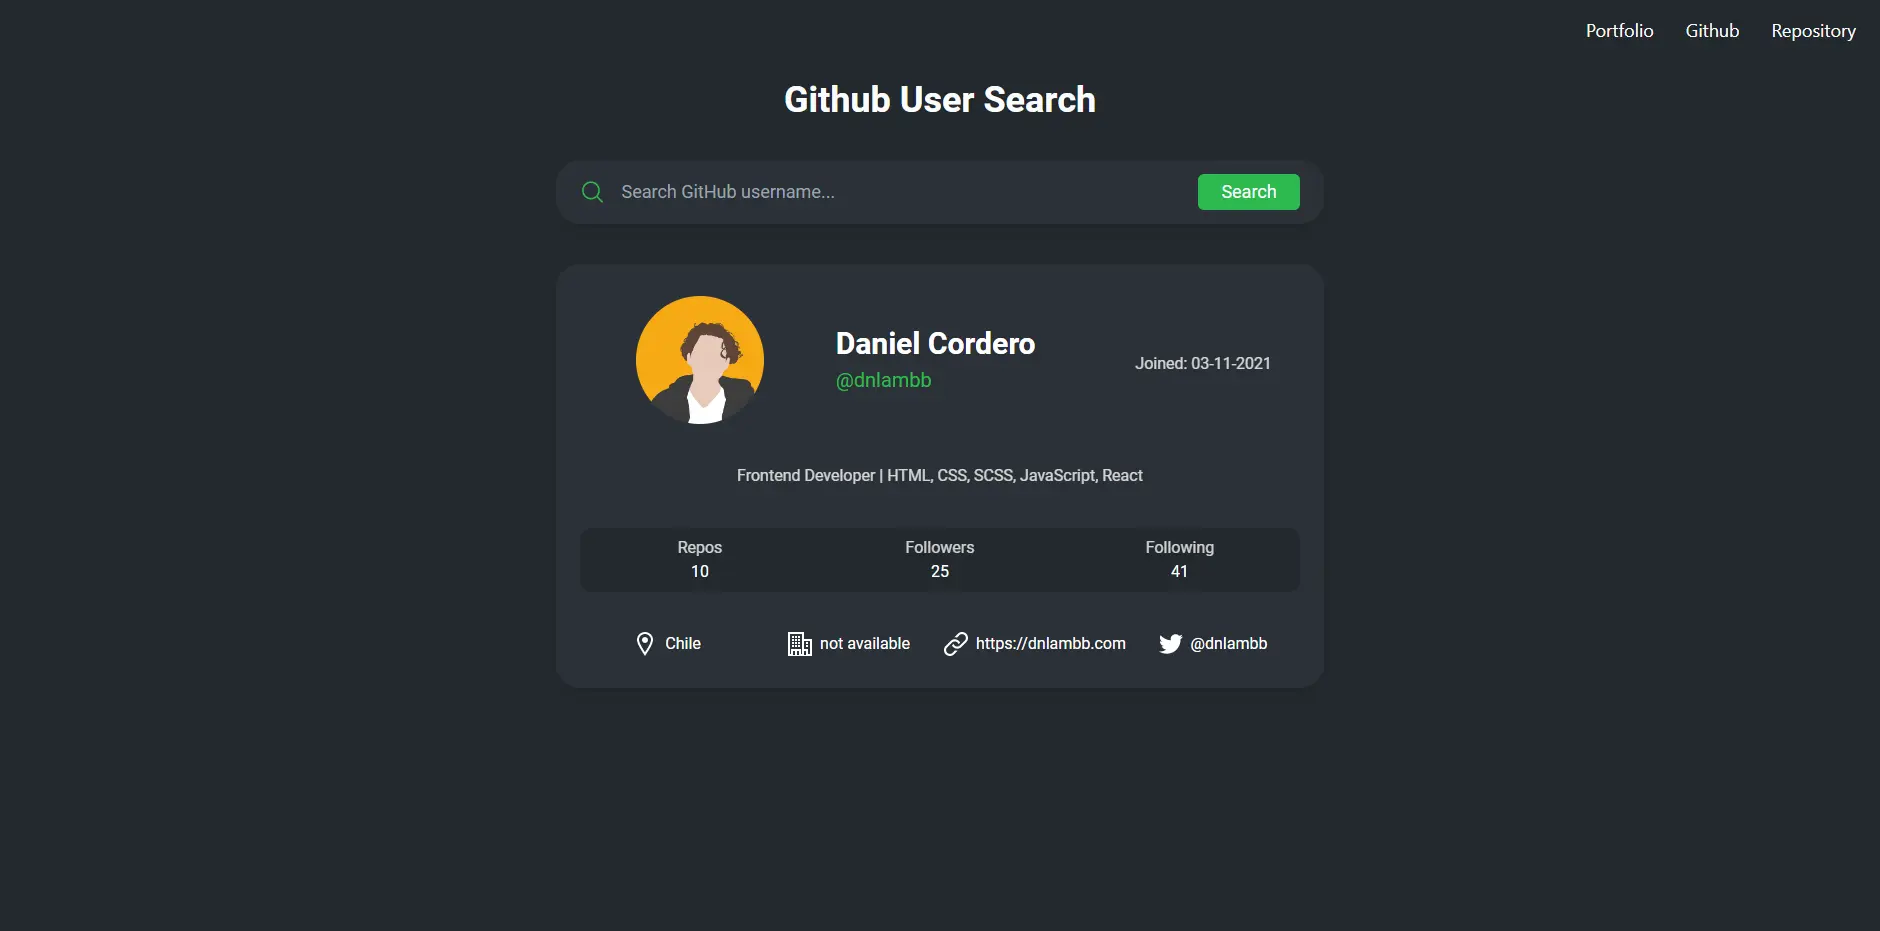 Portfolio Github Repository
Github User Search
Search GitHub username... Search
Daniel Cordero
@dnlambb
Joined: 03-11-2021
Frontend Developer | HTML, CSS, SCSS, JavaScript, React
Repos Followers Following
10 25 41
Chile not available https://dnlambb.com @dnlambb